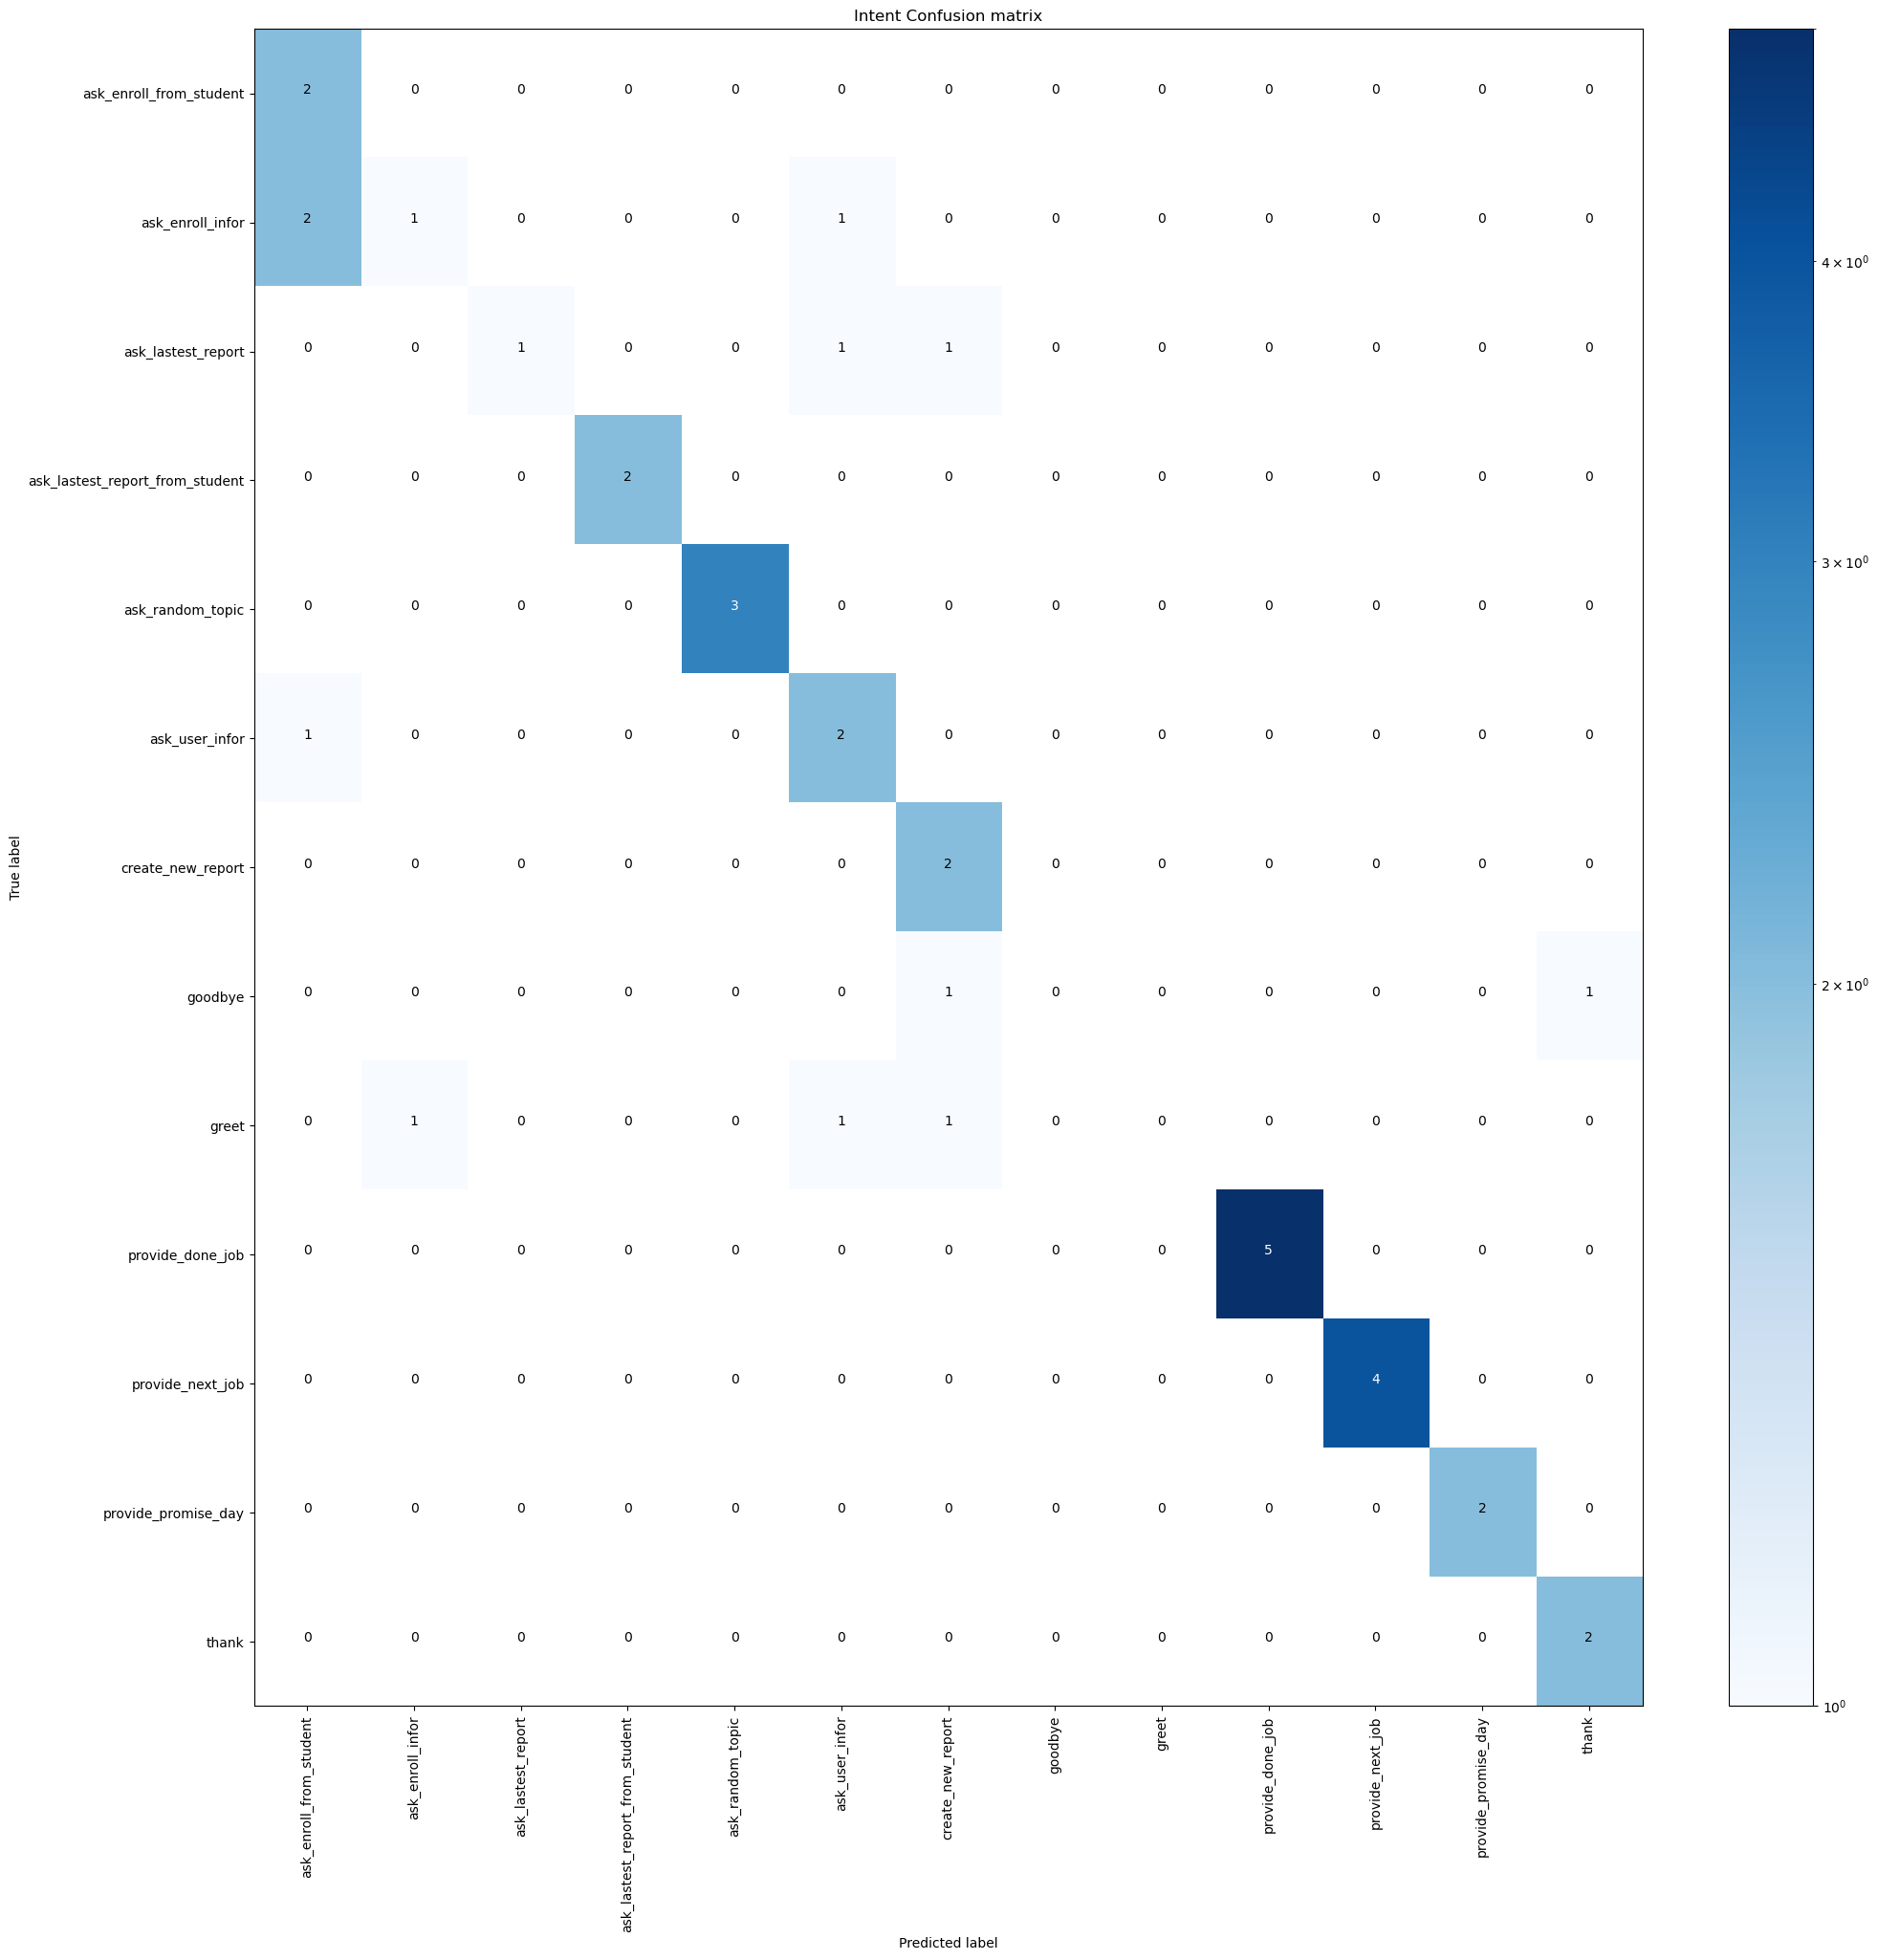 Intent Confusion matrix
ask_enroll_from_student 2 0 0 0 0 0 0 0 0 0 0 0 0
ask_enroll_infor 2 1 0 0 0 1 0 0 0 0 0 0 0
ask_lastest_report 0 0 1 0 0 1 1 0 0 0 0 0 0
ask_lastest_report_from_student 0 0 0 2 0 0 0 0 0 0 0 0 0
ask_random_topic 0 0 0 0 3 0 0 0 0 0 0 0 0
ask_user_infor 1 0 0 0 0 2 0 0 0 0 0 0 0
create_new_report 0 0 0 0 0 0 2 0 0 0 0 0 0
goodbye 0 0 0 0 0 0 1 0 0 0 0 0 1
greet 0 1 0 0 0 1 1 0 0 0 0 0 0
provide_done_job 0 0 0 0 0 0 0 0 0 5 0 0 0
provide_next_job 0 0 0 0 0 0 0 0 0 0 4 0 0
provide_promise_day 0 0 0 0 0 0 0 0 0 0 0 2 0
thank 0 0 0 0 0 0 0 0 0 0 0 0 2
True label
ask_enroll_from_student
ask_enroll_infor
ask_lastest_report
ask_lastest_report_from_student
ask_random_topic
ask_user_infor
create_new_report
goodbye
greet
provide_done_job
provide_next_job
provide_promise_day
thank
Predicted label
4 × 10⁰
3 × 10⁰
2 × 10⁰
10⁰